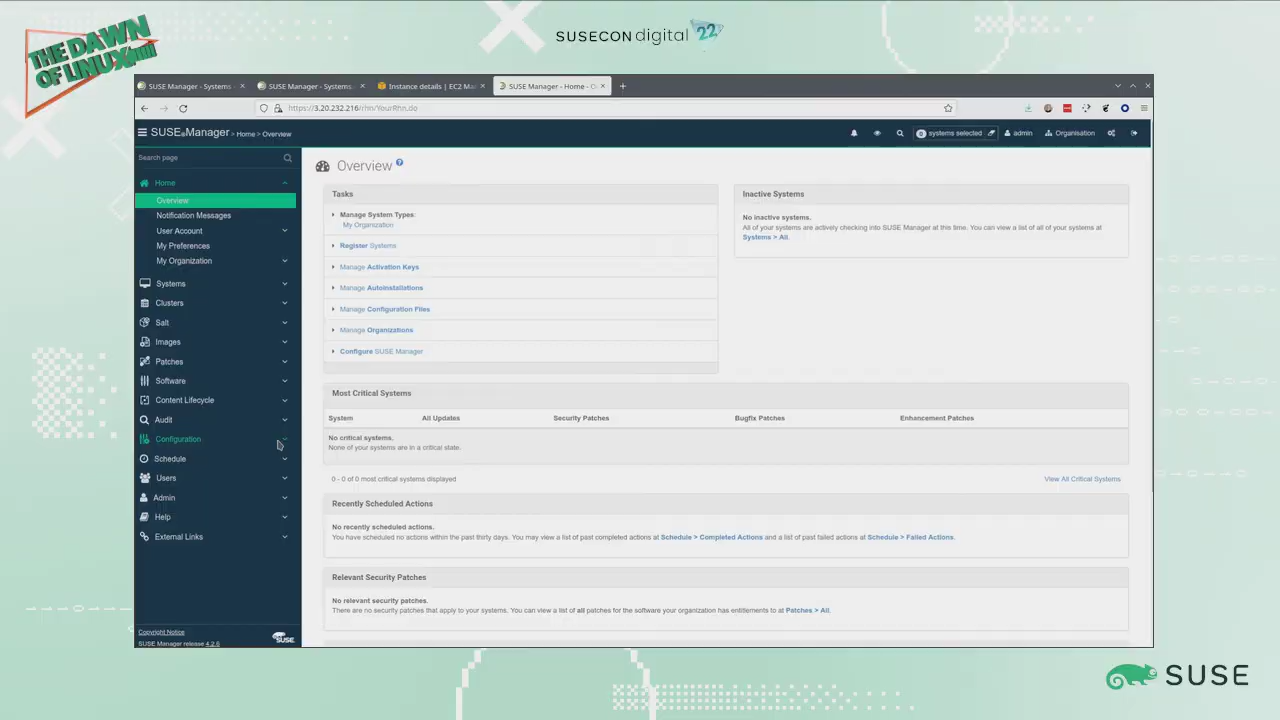 THE DAWN
OF LINUX
SUSECON digital 22
SUSE Manager - Systems -
SUSE Manager - Systems
Instance details | EC2 Ma
SUSE Manager - Home - O
https://3.20.232.216/rhn/YourRhn.do
SUSE Manager > Home > Overview
0 systems selected
admin
Organisation
Search page
Home
Overview
Notification Messages
User Account
My Preferences
My Organization
Systems
Clusters
Salt
Images
Patches
Software
Content Lifecycle
Audit
Configuration
Schedule
Users
Admin
Help
External Links
Copyright Notice
SUSE Manager release 4.2.6
SUSE
Overview
Tasks
Manage System Types:
My Organization
Register Systems
Manage Activation Keys
Manage Autoinstallations
Manage Configuration Files
Manage Organizations
Configure SUSE Manager
Inactive Systems
No inactive systems.
All of your systems are actively checking into SUSE Manager at this time. You can view a list of all of your systems at
Systems > All.
Most Critical Systems
System All Updates Security Patches Bugfix Patches Enhancement Patches
No critical systems.
None of your systems are in a critical state.
0 - 0 of 0 most critical systems displayed
View All Critical Systems
Recently Scheduled Actions
No recently scheduled actions.
You have scheduled no actions within the past thirty days. You may view a list of past completed actions at Schedule > Completed Actions and a list of past failed actions at Schedule > Failed Actions.
Relevant Security Patches
No relevant security patches.
There are no security patches that apply to your systems. You can view a list of all patches for the software your organization has entitlements to at Patches > All.
SUSE